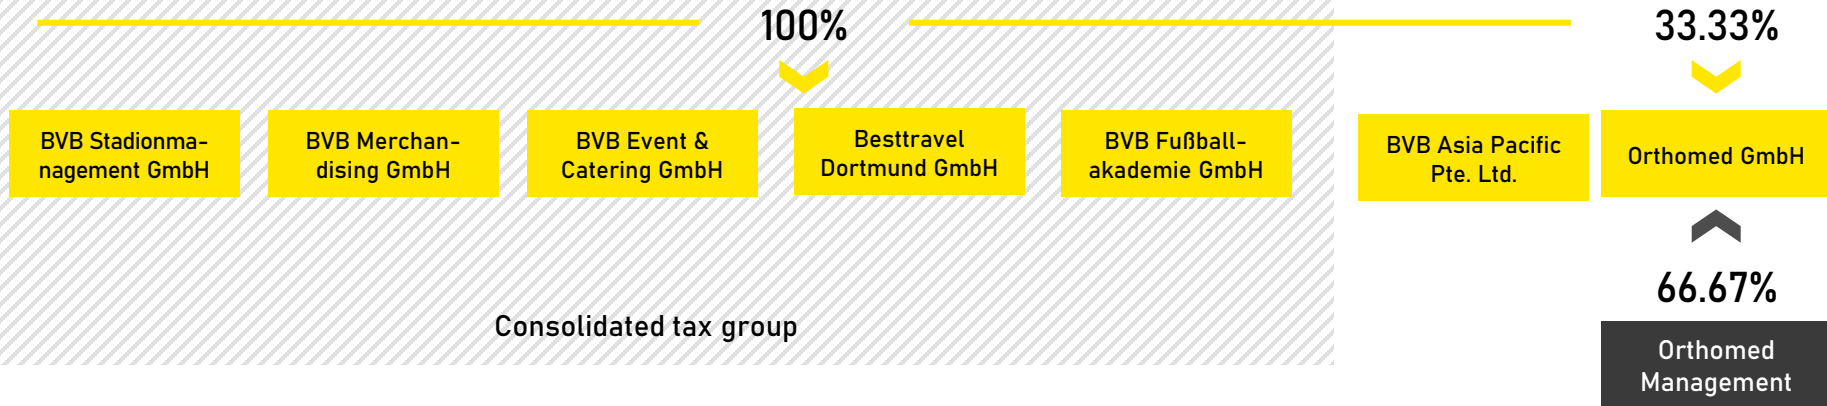 100%
33.33%
BVB Stadionma-
nagement GmbH
BVB Merchan-
dising GmbH
BVB Event &
Catering GmbH
Besttravel
Dortmund GmbH
BVB Fußball-
akademie GmbH
BVB Asia Pacific
Pte. Ltd.
Orthomed GmbH
66.67%
Consolidated tax group
Orthomed
Management